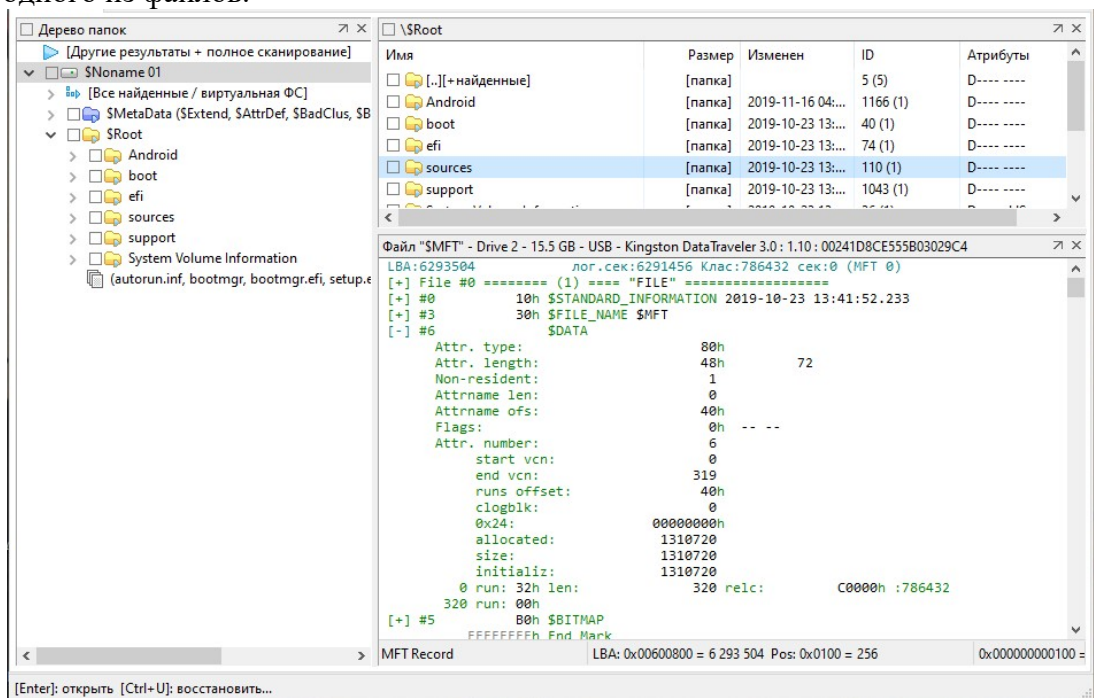 одного из файлов.
Дерево папок
[Другие результаты + полное сканирование]
$Noname 01
[Все найденные / виртуальная ФС]
$MetaData ($Extend, $AttrDef, $BadClus, $B
$Root
Android
boot
efi
sources
support
System Volume Information
(autorun.inf, bootmgr, bootmgr.efi, setup.e
\$Root
Имя Размер Изменен ID Атрибуты
[..][+найденные] [папка] 5 (5) D---- ----
Android [папка] 2019-11-16 04:... 1166 (1) D---- ----
boot [папка] 2019-10-23 13:... 40 (1) D---- ----
efi [папка] 2019-10-23 13:... 74 (1) D---- ----
sources [папка] 2019-10-23 13:... 110 (1) D---- ----
support [папка] 2019-10-23 13:... 1043 (1) D---- ----
Файл "$MFT" - Drive 2 - 15.5 GB - USB - Kingston DataTraveler 3.0 : 1.10 : 00241D8CE555B03029C4
LBA:6293504 лог.сек:6291456 Клас:786432 сек:0 (MFT 0)
[+] File #0 ======== (1) ==== "FILE" ==================
[+] #0 10h $STANDARD_INFORMATION 2019-10-23 13:41:52.233
[+] #3 30h $FILE_NAME $MFT
[-] #6 $DATA
Attr. type: 80h
Attr. length: 48h 72
Non-resident: 1
Attrname len: 0
Attrname ofs: 40h
Flags: 0h -- --
Attr. number: 6
start vcn: 0
end vcn: 319
runs offset: 40h
clogblk: 0
0x24: 00000000h
allocated: 1310720
size: 1310720
initializ: 1310720
0 run: 32h len: 320 relc: C0000h :786432
320 run: 00h
[+] #5 B0h $BITMAP
FFFFFFFFh End Mark
MFT Record LBA: 0x00600800 = 6 293 504 Pos: 0x0100 = 256 0x000000000100 =
[Enter]: открыть [Ctrl+U]: восстановить...